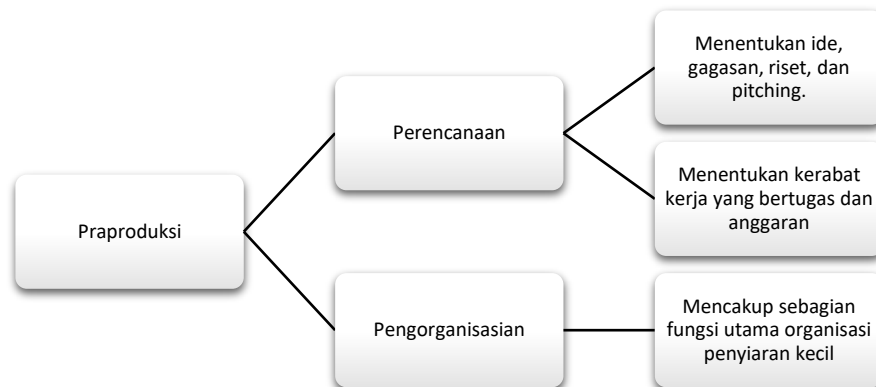 Praproduksi
Perencanaan
Menentukan ide,
gagasan, riset, dan
pitching.
Menentukan kerabat
kerja yang bertugas dan
anggaran
Pengorganisasian
Mencakup sebagian
fungsi utama organisasi
penyiaran kecil